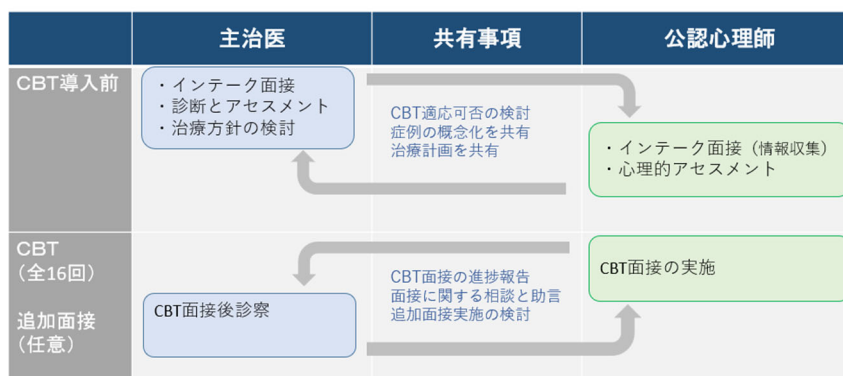 主治医
共有事項
公認心理師
CBT導入前
・インテーク面接
・診断とアセスメント
・治療方針の検討
CBT適応可否の検討
症例の概念化を共有
治療計画を共有
・インテーク面接（情報収集）
・心理的アセスメント
CBT
（全16回）
追加面接
（任意）
CBT面接後診察
CBT面接の進捗報告
面接に関する相談と助言
追加面接実施の検討
CBT面接の実施